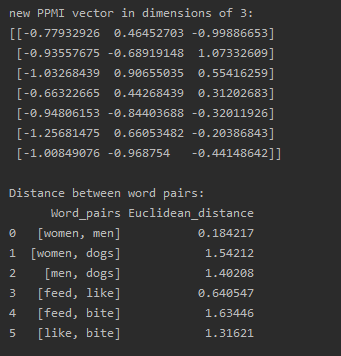 new PPMI vector in dimensions of 3:
[[-0.77932926  0.46452703 -0.99886653]
[-0.93557675 -0.68919148  1.07332609]
[-1.03268439  0.90655035  0.55416259]
[-0.66322665  0.44268439  0.31202683]
[-0.94806153 -0.84403688 -0.32011926]
[-1.25681475  0.66053482 -0.20386843]
[-1.00849076 -0.968754   -0.44148642]]
Distance between word pairs:
Word_pairs Euclidean_distance
0   [women, men]           0.184217
1  [women, dogs]            1.54212
2    [men, dogs]            1.40208
3   [feed, like]           0.640547
4   [feed, bite]            1.63446
5   [like, bite]            1.31621